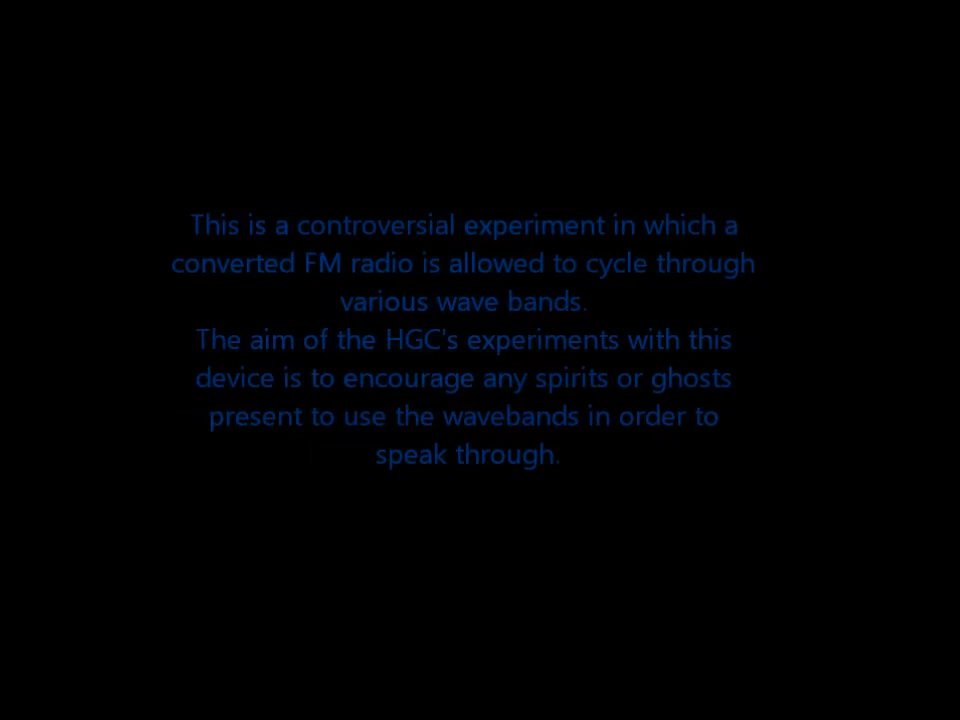 This is a controversial experiment in which a
converted FM radio is allowed to cycle through
various wave bands.
The aim of the HGC's experiments with this
device is to encourage any spirits or ghosts
present to use the wavebands in order to
speak through.